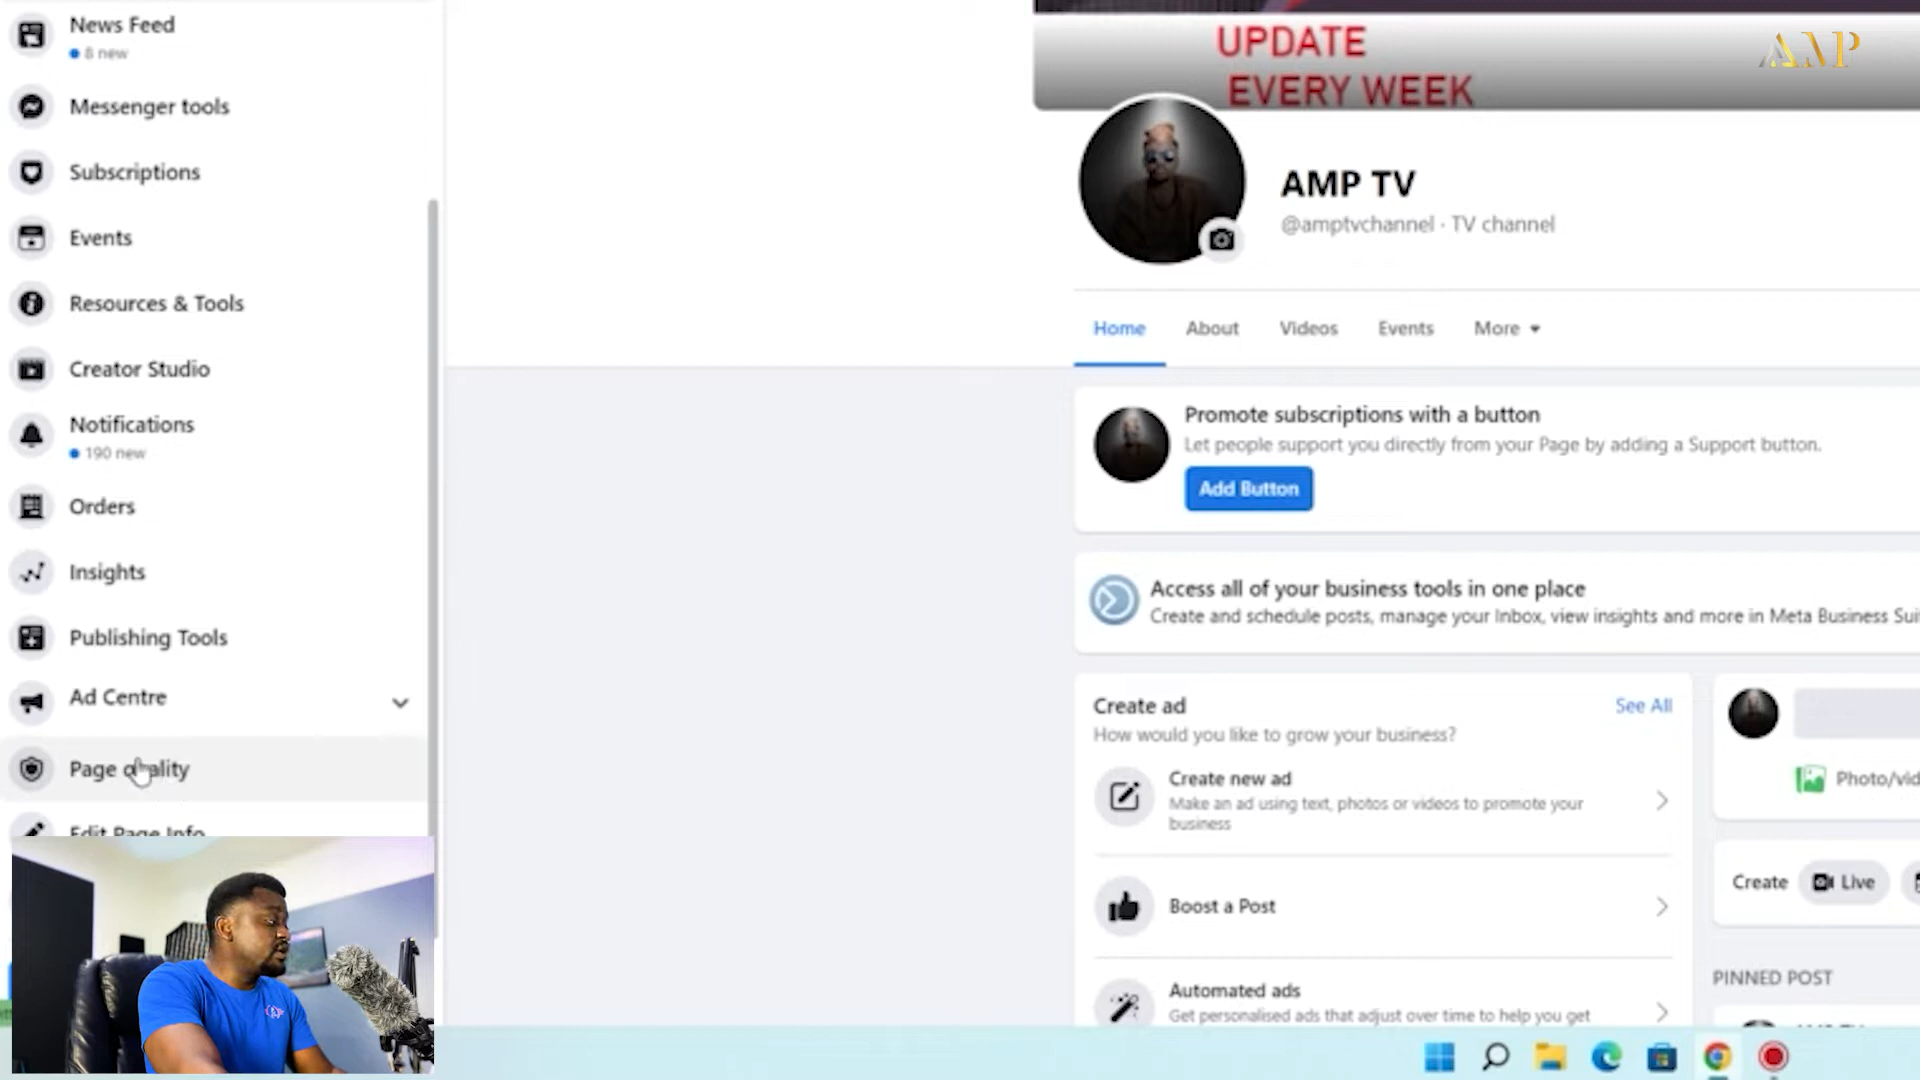 News Feed
8 new
Messenger tools
Subscriptions
Events
Resources & Tools
Creator Studio
Notifications
190 new
Orders
Insights
Publishing Tools
Ad Centre
Page quality
Edit Page Info
UPDATE
EVERY WEEK
AMP
AMP TV
@amptvchannel · TV channel
Home About Videos Events More
Promote subscriptions with a button
Let people support you directly from your Page by adding a Support button.
Add Button
Access all of your business tools in one place
Create and schedule posts, manage your Inbox, view insights and more in Meta Business Sui
Create ad See All
How would you like to grow your business?
Create new ad
Make an ad using text, photos or videos to promote your
business
Boost a Post
Automated ads
Get personalised ads that adjust over time to help you get
Photo/vid
Create Live
PINNED POST